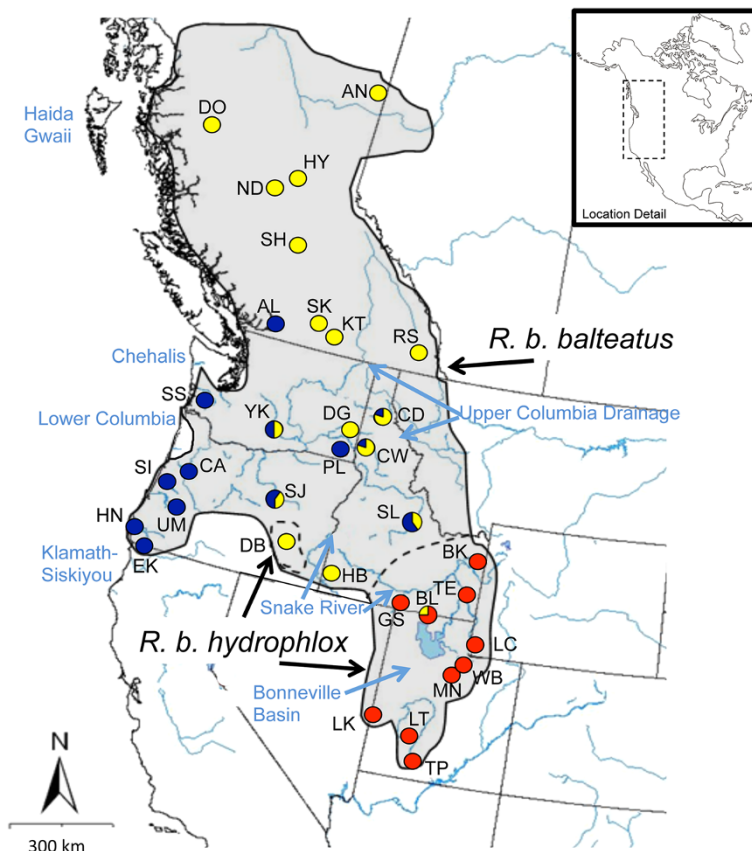 AN
DO
Haida
Gwaii
HY
ND
Location Detail
SH
AL
SK
KT
RS
R. b. balteatus
Chehalis
SS
Lower Columbia
YK
DG
CD
Upper Columbia Drainage
PL
CW
SI
CA
SJ
SL
HN
UM
EK
DB
BK
Klamath-
Siskiyou
HB
TE
Snake River
BL
GS
R. b. hydrophlox
LC
WB
MN
Bonneville
Basin
LK
LT
TP
N
300 km